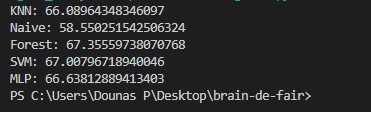 KNN: 66.08964348346097
Naive: 58.550251542506324
Forest: 67.35559738070768
SVM: 67.00796718940046
MLP: 66.63812889413403
PS C:\Users\Dounas P\Desktop\brain-de-fair>